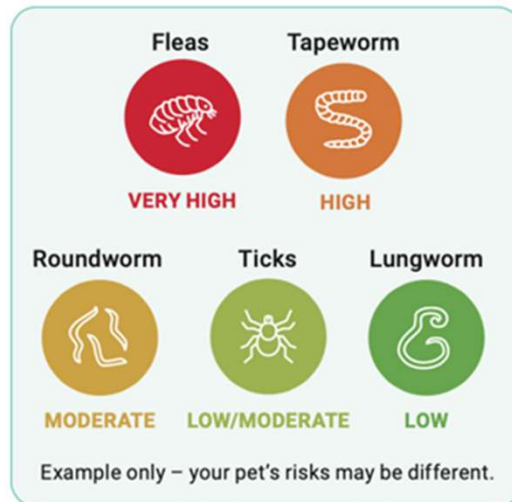 Fleas Tapeworm
VERY HIGH HIGH
Roundworm Ticks Lungworm
MODERATE LOW/MODERATE LOW
Example only – your pet's risks may be different.